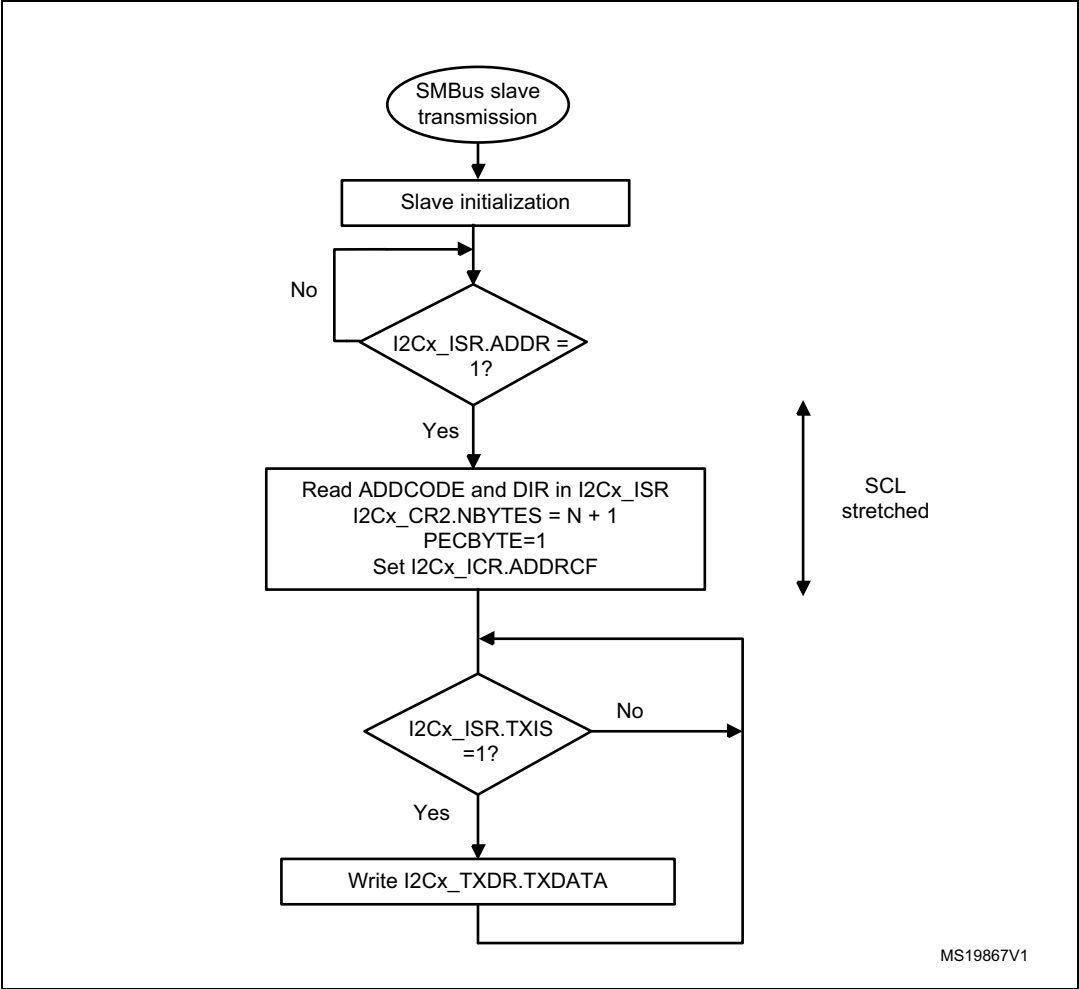 SMBus slave
transmission
Slave initialization
No
I2Cx_ISR.ADDR =
1?
Yes
Read ADDCODE and DIR in I2Cx_ISR
I2Cx_CR2.NBYTES = N + 1
PECBYTE=1
Set I2Cx_ICR.ADDRCF
SCL
stretched
I2Cx_ISR.TXIS
=1?
No
Yes
Write I2Cx_TXDR.TXDATA
MS19867V1